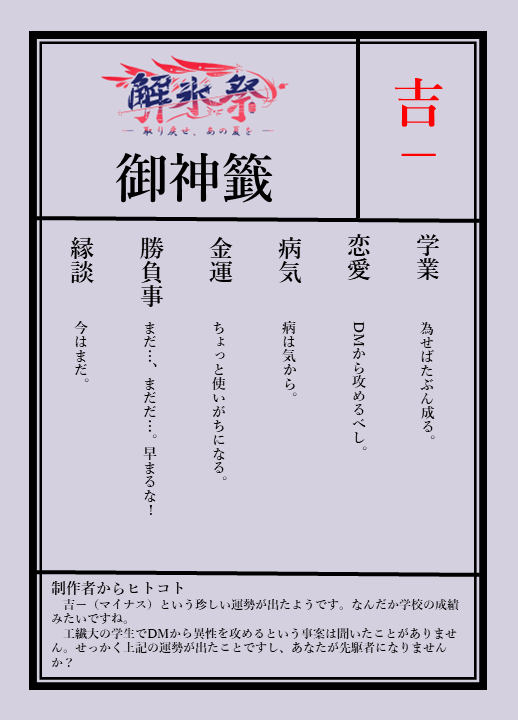 解氷祭
取り戻せ、あの夏を
御神籤
吉－
学業
為せばたぶん成る。
恋愛
DMから攻めるべし。
病気
病は気から。
金運
ちょっと使いがちになる。
勝負事
まだ…、まだだ…。早まるな！
縁談
今はまだ。
制作者からヒトコト
　吉－（マイナス）という珍しい運勢が出たようです。なんだか学校の成績
みたいですね。
　工繊大の学生でDMから異性を攻めるという事案は聞いたことがありませ
ん。せっかく上記の運勢が出たことですし、あなたが先駆者になりません
か？